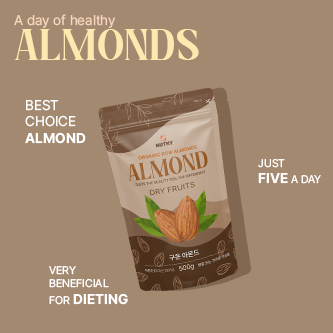 A day of healthy
ALMONDS
BEST
CHOICE
ALMOND
NUTNY
ORGANIC RAW ALMONDS
ALMOND
DRY FRUITS
구운 아몬드
500g
JUST
FIVE A DAY
VERY
BENEFICIAL
FOR DIETING